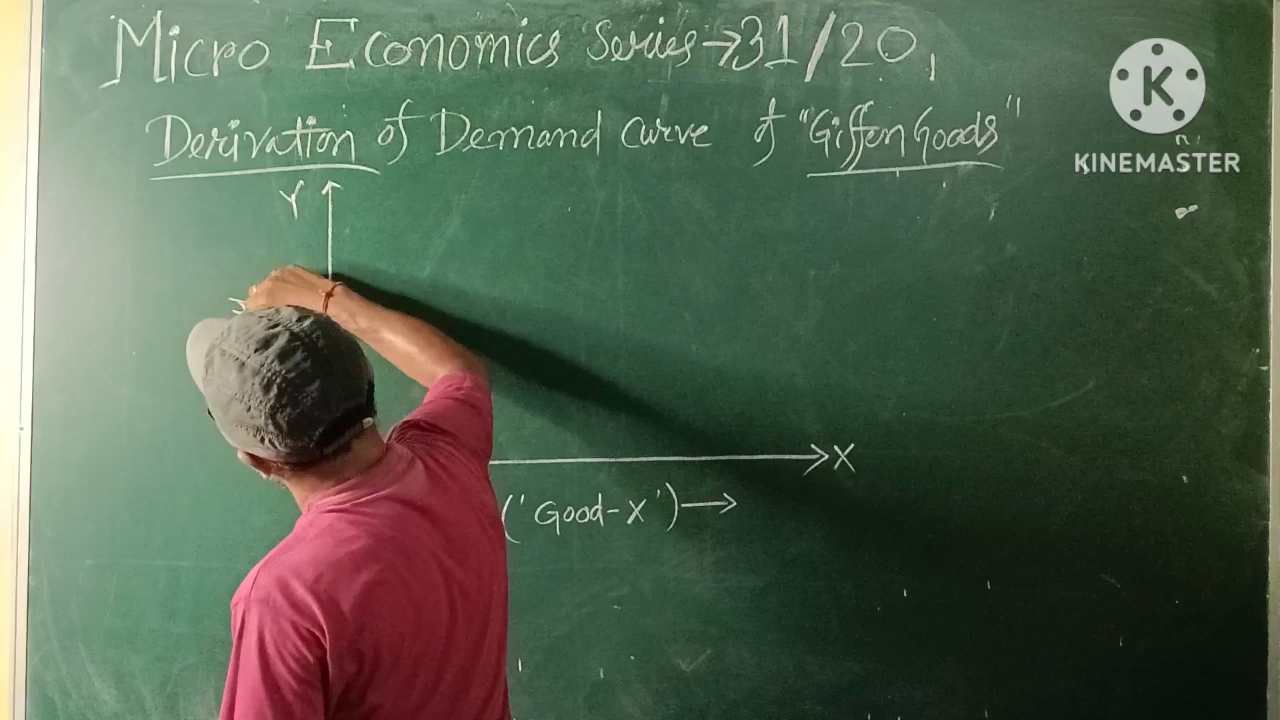 Micro Economics Series → 31/20,
Derivation of Demand Curve of "Giffen Goods"
K
KINEMASTER
Y
X
('Good-X') →